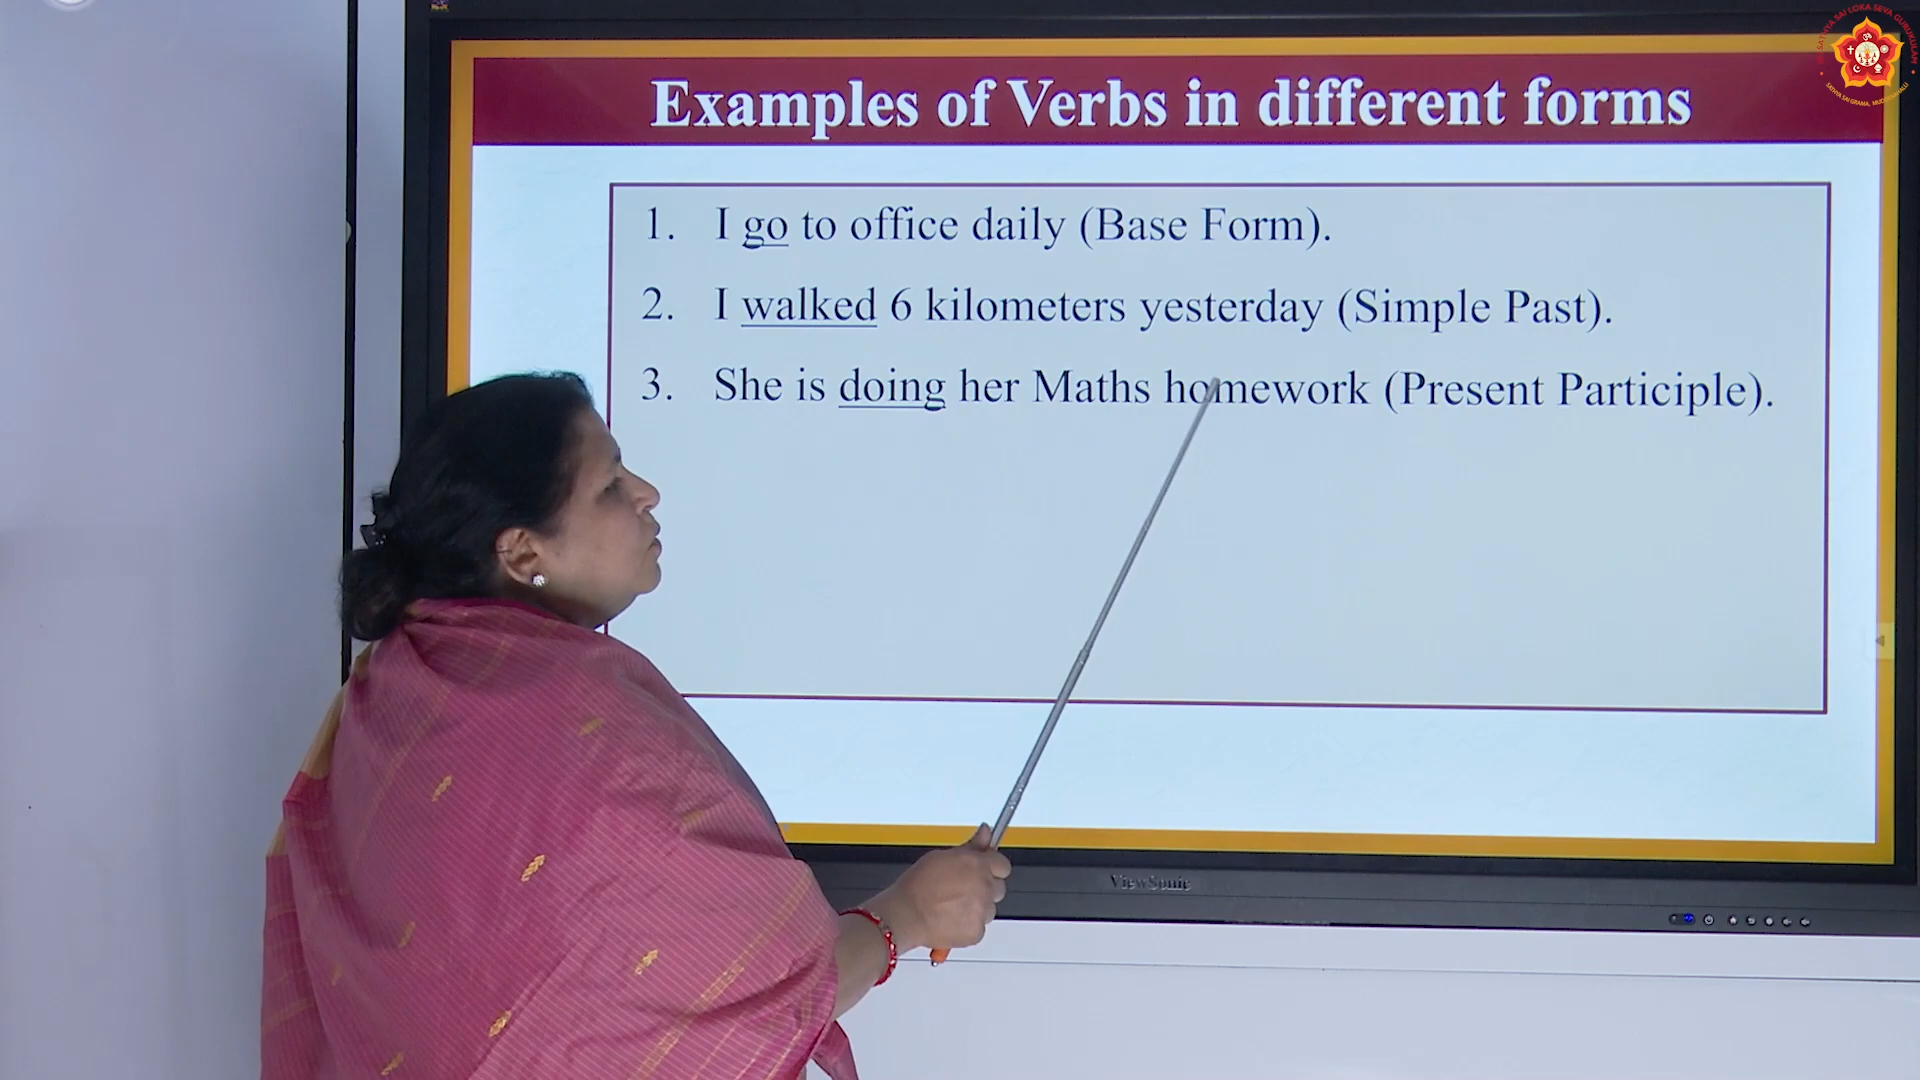 Examples of Verbs in different forms
1. I go to office daily (Base Form).
2. I walked 6 kilometers yesterday (Simple Past).
3. She is doing her Maths homework (Present Participle).
ViewSonic